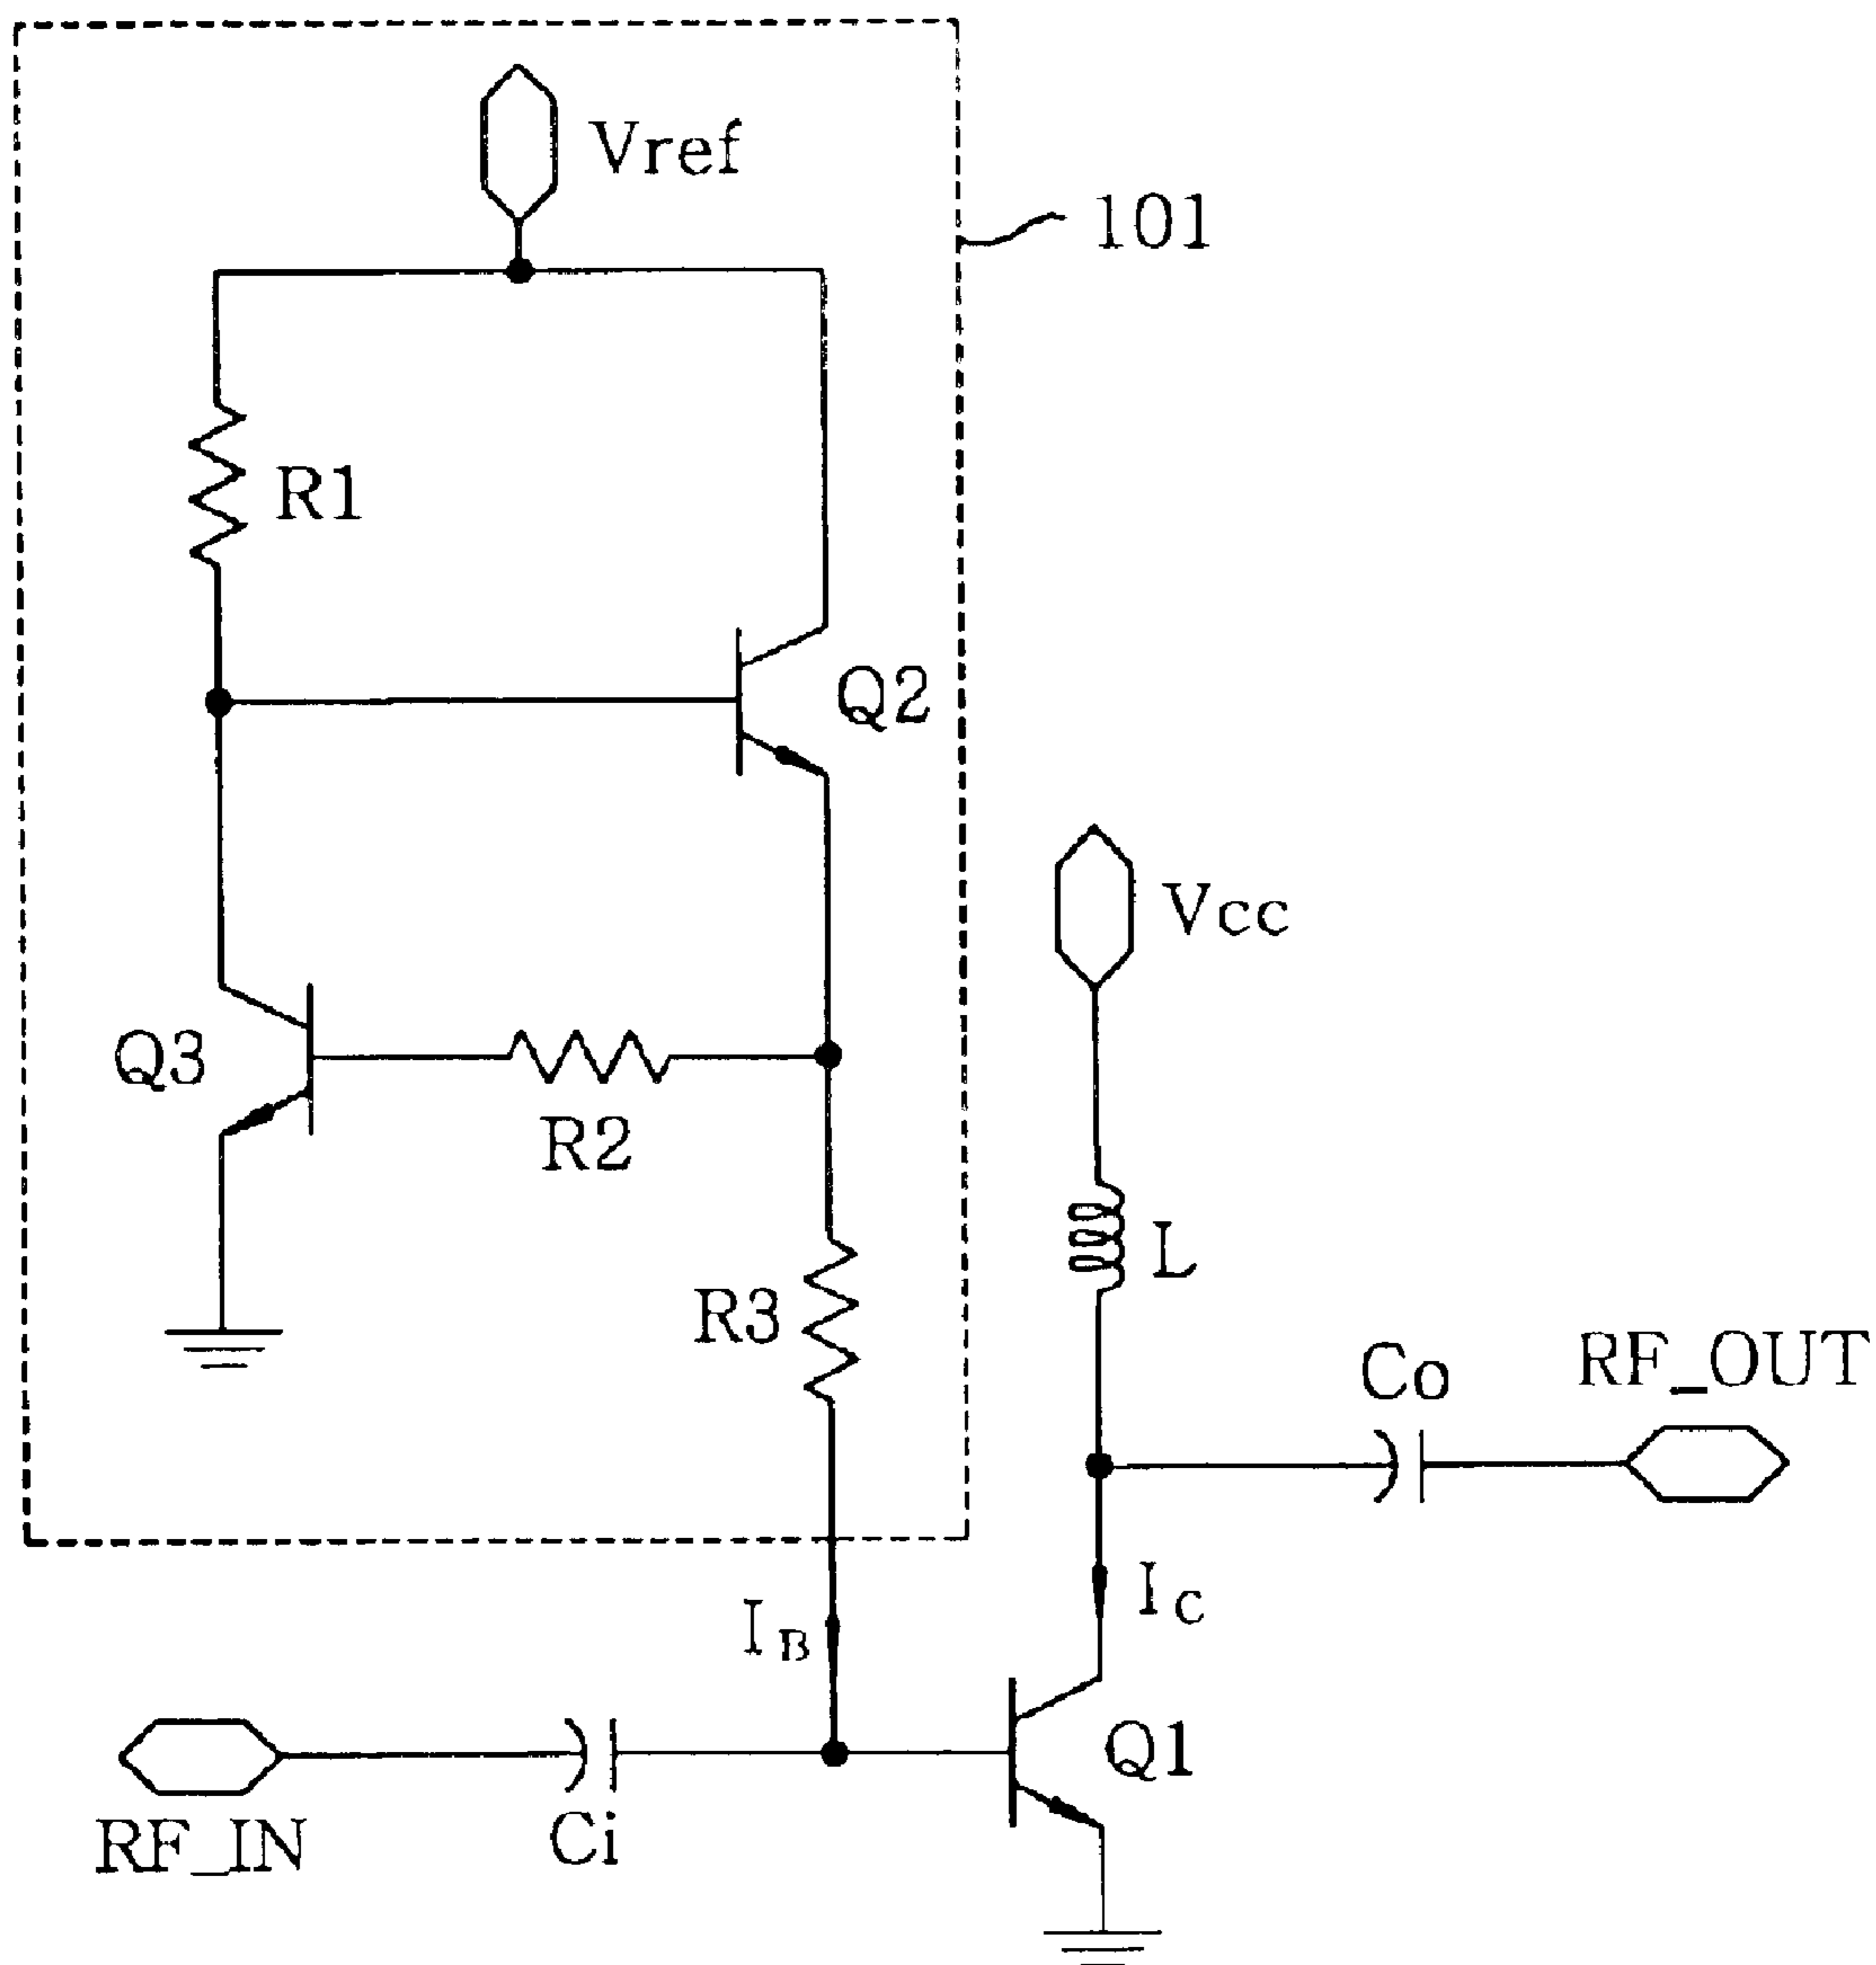 Vref
101
R1
Q2
Vcc
Q3
R2
L
R3
Co
RF_OUT
IB
IC
Q1
RF_IN
Ci